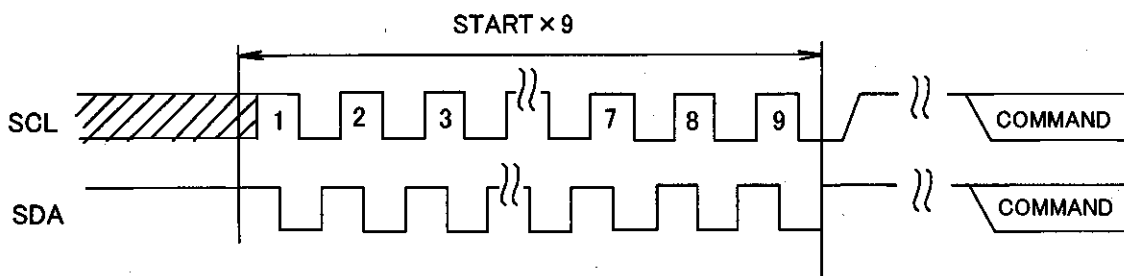 START×9
SCL 1 2 3 7 8 9 COMMAND
SDA COMMAND